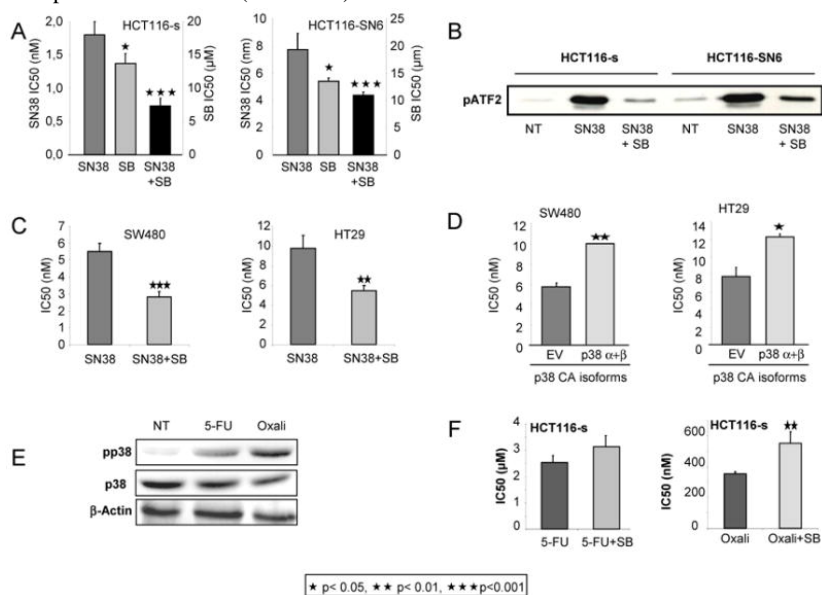 A
HCT116-s
HCT116-SN6
2,0
1,5
1,0
0,5
0,0
SN38 IC50 (nM)
20
15
10
5
0
SB IC50 (µM)
★
★★★
SN38 SB SN38 +SB
10
8
6
4
2
0
SN38 IC50 (nm)
25
20
15
10
5
0
SB IC50 (µm)
★
★★★
SN38 SB SN38 +SB
B
HCT116-s
HCT116-SN6
pATF2
NT SN38 SN38 + SB NT SN38 SN38 + SB
C
SW480
6
5
4
3
2
1
0
IC50 (nM)
★★★
SN38 SN38+SB
HT29
12
10
8
6
4
2
0
IC50 (nM)
★★
SN38 SN38+SB
D
SW480
12
10
8
6
4
2
0
IC50 (nM)
★★
EV p38 α+β
p38 CA isoforms
HT29
14
12
10
8
6
4
2
0
IC50 (nM)
★
EV p38 α+β
p38 CA isoforms
E
NT 5-FU Oxali
pp38
p38
β-Actin
F
HCT116-s
4
3
2
1
0
IC50 (µM)
5-FU 5-FU+SB
HCT116-s
600
400
200
0
IC50 (nM)
★★
Oxali Oxali+SB
★ p< 0.05, ★★ p< 0.01, ★★★p<0.001